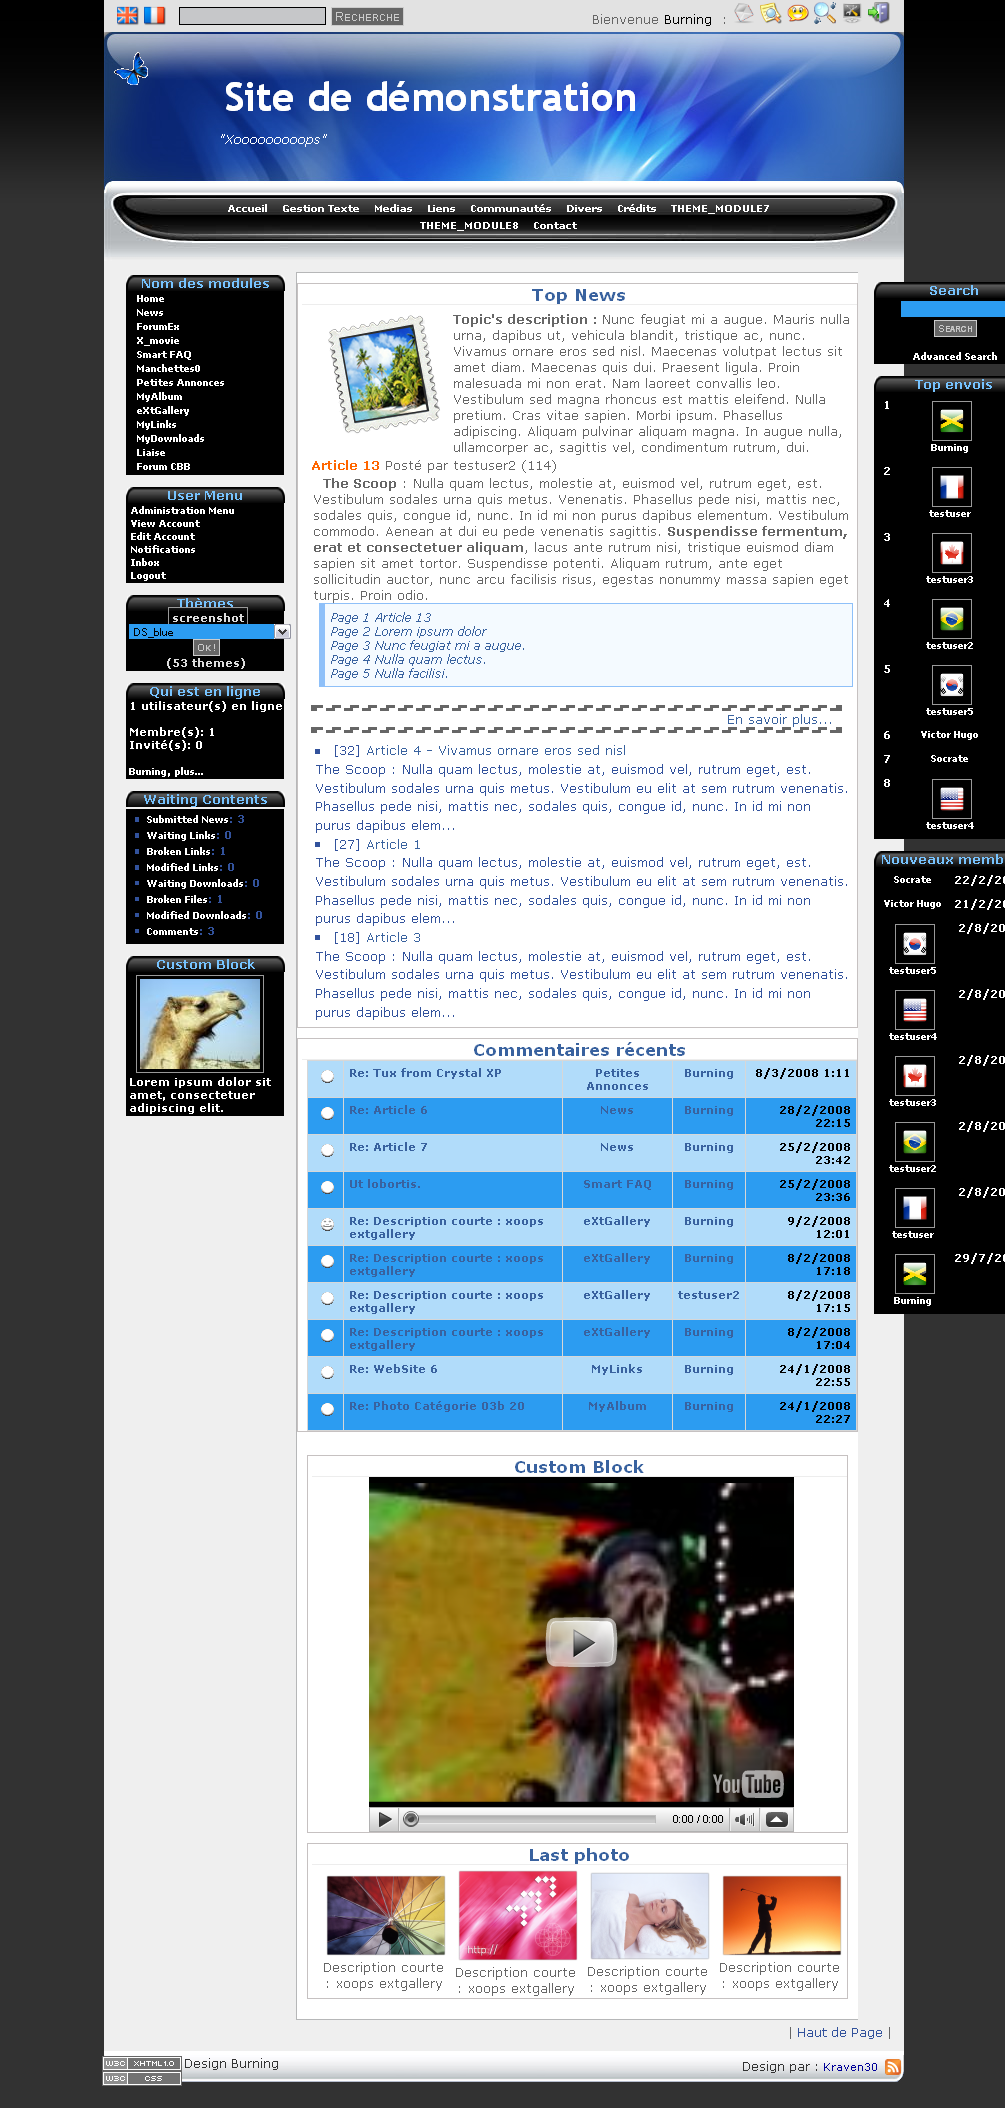 RECHERCHE
Bienvenue Burning :
Site de démonstration
"Xooooooooops"
Accueil Gestion Texte Medias Liens Communautés Divers Crédits THEME_MODULE7
THEME_MODULE8 Contact
Nom des modules
Home
News
ForumEx
X_movie
Smart FAQ
Manchettes0
Petites Annonces
MyAlbum
eXtGallery
MyLinks
MyDownloads
Liaise
Forum CBB
User Menu
Administration Menu
View Account
Edit Account
Notifications
Inbox
Logout
Thèmes
screenshot
DS_blue
OK!
(53 themes)
Qui est en ligne
1 utilisateur(s) en ligne
Membre(s): 1
Invité(s): 0
Burning, plus...
Waiting Contents
Submitted News: 3
Waiting Links: 0
Broken Links: 1
Modified Links: 0
Waiting Downloads: 0
Broken Files: 1
Modified Downloads: 0
Comments: 3
Custom Block
Lorem ipsum dolor sit
amet, consectetuer
adipiscing elit.
Top News
Topic's description : Nunc feugiat mi a augue. Mauris nulla
urna, dapibus ut, vehicula blandit, tristique ac, nunc.
Vivamus ornare eros sed nisl. Maecenas volutpat lectus sit
amet diam. Maecenas quis dui. Praesent ligula. Proin
malesuada mi non erat. Nam laoreet convallis leo.
Vestibulum sed magna rhoncus est mattis eleifend. Nulla
pretium. Cras vitae sapien. Morbi ipsum. Phasellus
adipiscing. Aliquam pulvinar aliquam magna. In augue nulla,
ullamcorper ac, sagittis vel, condimentum rutrum, dui.
Article 13 Posté par testuser2 (114)
The Scoop : Nulla quam lectus, molestie at, euismod vel, rutrum eget, est.
Vestibulum sodales urna quis metus. Venenatis. Phasellus pede nisi, mattis nec,
sodales quis, congue id, nunc. In id mi non purus dapibus elementum. Vestibulum
commodo. Aenean at dui eu pede venenatis sagittis. Suspendisse fermentum,
erat et consectetuer aliquam, lacus ante rutrum nisi, tristique euismod diam
sapien sit amet tortor. Suspendisse potenti. Aliquam rutrum, ante eget
sollicitudin auctor, nunc arcu facilisis risus, egestas nonummy massa sapien eget
turpis. Proin odio.
Page 1 Article 13
Page 2 Lorem ipsum dolor
Page 3 Nunc feugiat mi a augue.
Page 4 Nulla quam lectus.
Page 5 Nulla facilisi.
En savoir plus...
[32] Article 4 - Vivamus ornare eros sed nisl
The Scoop : Nulla quam lectus, molestie at, euismod vel, rutrum eget, est.
Vestibulum sodales urna quis metus. Vestibulum eu elit at sem rutrum venenatis.
Phasellus pede nisi, mattis nec, sodales quis, congue id, nunc. In id mi non
purus dapibus elem...
[27] Article 1
The Scoop : Nulla quam lectus, molestie at, euismod vel, rutrum eget, est.
Vestibulum sodales urna quis metus. Vestibulum eu elit at sem rutrum venenatis.
Phasellus pede nisi, mattis nec, sodales quis, congue id, nunc. In id mi non
purus dapibus elem...
[18] Article 3
The Scoop : Nulla quam lectus, molestie at, euismod vel, rutrum eget, est.
Vestibulum sodales urna quis metus. Vestibulum eu elit at sem rutrum venenatis.
Phasellus pede nisi, mattis nec, sodales quis, congue id, nunc. In id mi non
purus dapibus elem...
Commentaires récents
Re: Tux from Crystal XP Petites Annonces Burning 8/3/2008 1:11
Re: Article 6 News Burning 28/2/2008 22:15
Re: Article 7 News Burning 25/2/2008 23:42
Ut lobortis. Smart FAQ Burning 25/2/2008 23:36
Re: Description courte : xoops extgallery eXtGallery Burning 9/2/2008 12:01
Re: Description courte : xoops extgallery eXtGallery Burning 8/2/2008 17:18
Re: Description courte : xoops extgallery eXtGallery testuser2 8/2/2008 17:15
Re: Description courte : xoops extgallery eXtGallery Burning 8/2/2008 17:04
Re: WebSite 6 MyLinks Burning 24/1/2008 22:55
Re: Photo Catégorie 03b 20 MyAlbum Burning 24/1/2008 22:27
Custom Block
YouTube
0:00 / 0:00
Last photo
http://
Description courte : xoops extgallery
Description courte : xoops extgallery
Description courte : xoops extgallery
Description courte : xoops extgallery
Search
SEARCH
Advanced Search
Top envois
1 Burning
2 testuser
3 testuser3
4 testuser2
5 testuser5
6 Victor Hugo
7 Socrate
8 testuser4
Nouveaux memb
Socrate 22/2/20
Victor Hugo 21/2/20
2/8/20
testuser5
2/8/20
testuser4
2/8/20
testuser3
2/8/20
testuser2
2/8/20
testuser
29/7/20
Burning
| Haut de Page |
W3C XHTML 1.0 Design Burning
W3C CSS
Design par : Kraven30